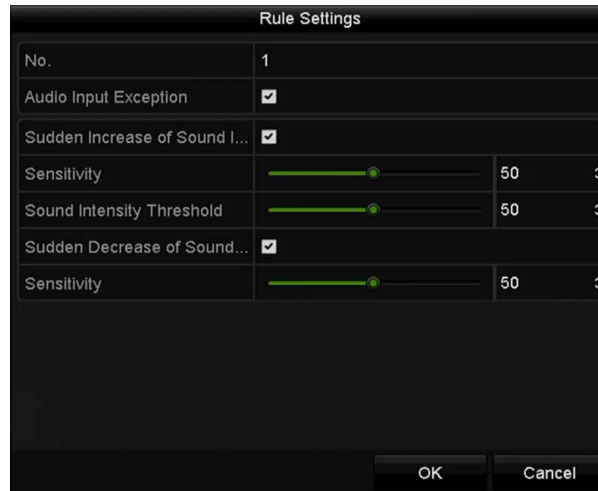 Rule Settings
No. 1
Audio Input Exception
Sudden Increase of Sound I...
Sensitivity 50
Sound Intensity Threshold 50
Sudden Decrease of Sound...
Sensitivity 50
OK Cancel